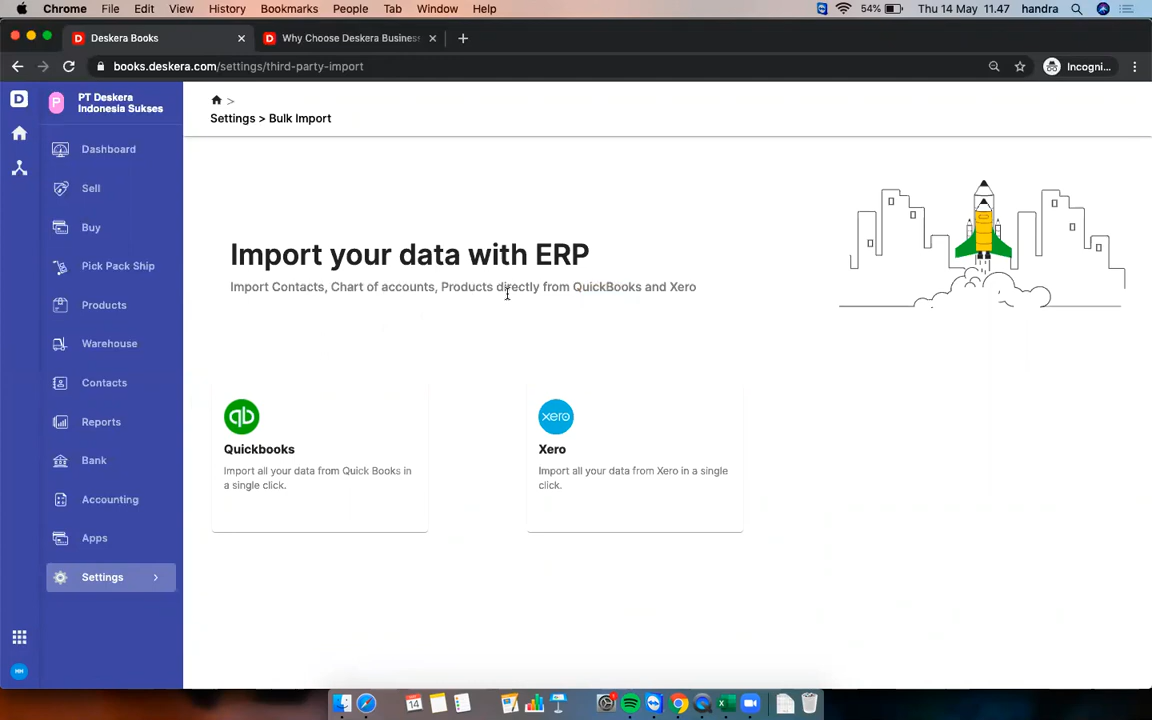 Chrome File Edit View History Bookmarks People Tab Window Help 54% Thu 14 May 11.47 handra
Deskera Books Why Choose Deskera Business
books.deskera.com/settings/third-party-import Incogni...
D P PT Deskera
Indonesia Sukses
>
Settings > Bulk Import
Dashboard
Sell
Buy
Pick Pack Ship
Products
Warehouse
Contacts
Reports
Bank
Accounting
Apps
Settings >
HH
Import your data with ERP
Import Contacts, Chart of accounts, Products directly from QuickBooks and Xero
qb
Quickbooks
Import all your data from Quick Books in
a single click.
xero
Xero
Import all your data from Xero in a single
click.
14